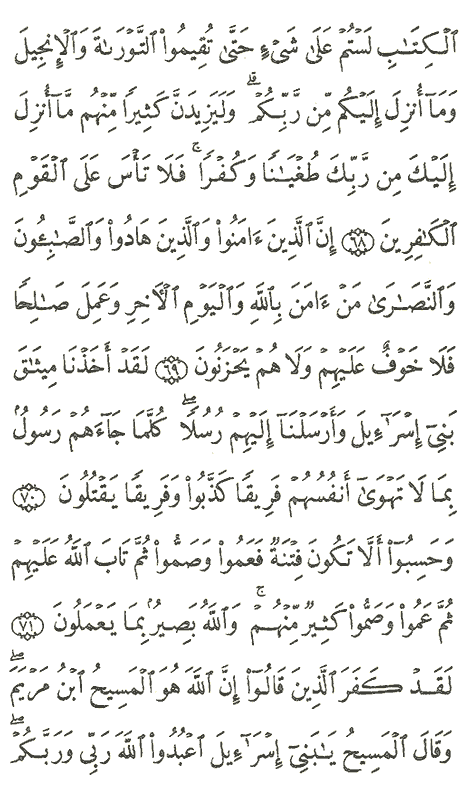 ٱلۡكِتَٰبِ لَسۡتُمۡ عَلَىٰ شَىۡءٍ حَتَّىٰ تُقِيمُوا۟ ٱلتَّوۡرَىٰةَ وَٱلۡإِنجِيلَ
وَمَآ أُنزِلَ إِلَيۡكُم مِّن رَّبِّكُمۡۗ وَلَيَزِيدَنَّ كَثِيرًا مِّنۡهُم مَّآ أُنزِلَ
إِلَيۡكَ مِن رَّبِّكَ طُغۡيَٰنًا وَكُفۡرًاۚ فَلَا تَأۡسَ عَلَى ٱلۡقَوۡمِ
ٱلۡكَٰفِرِينَ ٦٨ إِنَّ ٱلَّذِينَ ءَامَنُوا۟ وَٱلَّذِينَ هَادُوا۟ وَٱلصَّٰبِـُٔونَ
وَٱلنَّصَٰرَىٰ مَنۡ ءَامَنَ بِٱللَّهِ وَٱلۡيَوۡمِ ٱلۡأٓخِرِ وَعَمِلَ صَٰلِحًا
فَلَا خَوۡفٌ عَلَيۡهِمۡ وَلَا هُمۡ يَحۡزَنُونَ ٦٩ لَقَدۡ أَخَذۡنَا مِيثَٰقَ
بَنِىٓ إِسۡرَٰٓءِيلَ وَأَرۡسَلۡنَآ إِلَيۡهِمۡ رُسُلًاۖ كُلَّمَا جَآءَهُمۡ رَسُولُۢ
بِمَا لَا تَهۡوَىٰٓ أَنفُسُهُمۡ فَرِيقًا كَذَّبُوا۟ وَفَرِيقًا يَقۡتُلُونَ ٧٠
وَحَسِبُوٓا۟ أَلَّا تَكُونَ فِتۡنَةٌ فَعَمُوا۟ وَصَمُّوا۟ ثُمَّ تَابَ ٱللَّهُ عَلَيۡهِمۡ
ثُمَّ عَمُوا۟ وَصَمُّوا۟ كَثِيرٌ مِّنۡهُمۡۚ وَٱللَّهُ بَصِيرُۢ بِمَا يَعۡمَلُونَ ٧١
لَقَدۡ كَفَرَ ٱلَّذِينَ قَالُوٓا۟ إِنَّ ٱللَّهَ هُوَ ٱلۡمَسِيحُ ٱبۡنُ مَرۡيَمَۖ
وَقَالَ ٱلۡمَسِيحُ يَٰبَنِىٓ إِسۡرَٰٓءِيلَ ٱعۡبُدُوا۟ ٱللَّهَ رَبِّى وَرَبَّكُمۡۖ